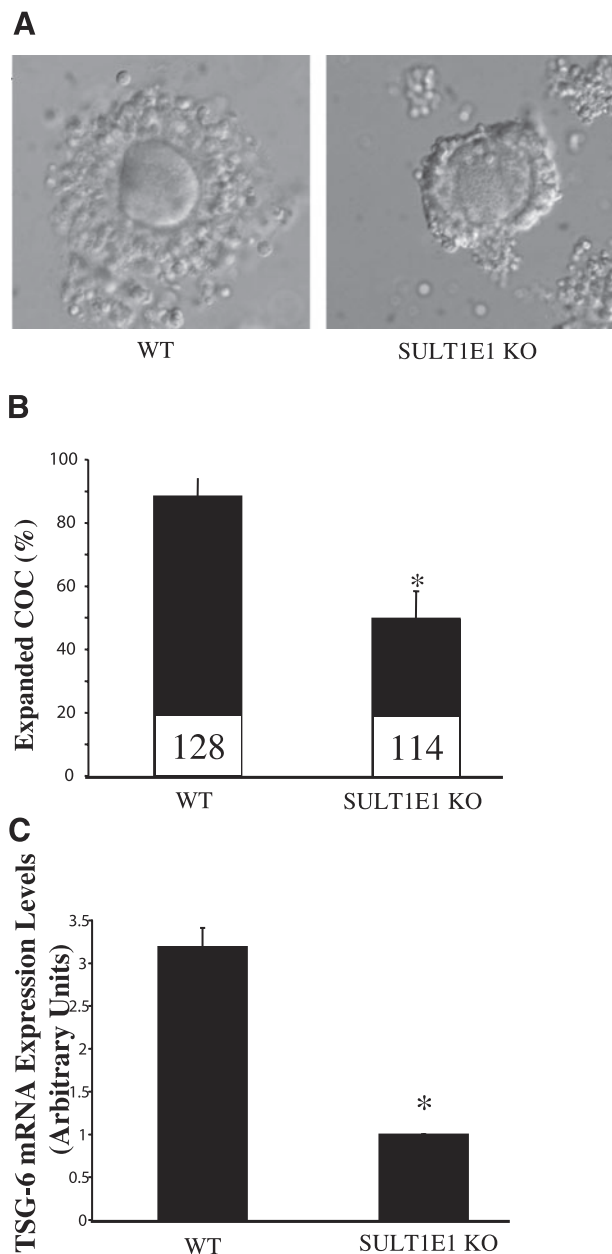 A
WT
SULT1E1 KO
B
Expanded COC (%)
100
80
60
40
20
0
128
114
*
WT
SULT1E1 KO
C
TSG-6 mRNA Expression Levels
(Arbitrary Units)
3.5
3
2.5
2
1.5
1
0.5
0
*
WT
SULT1E1 KO